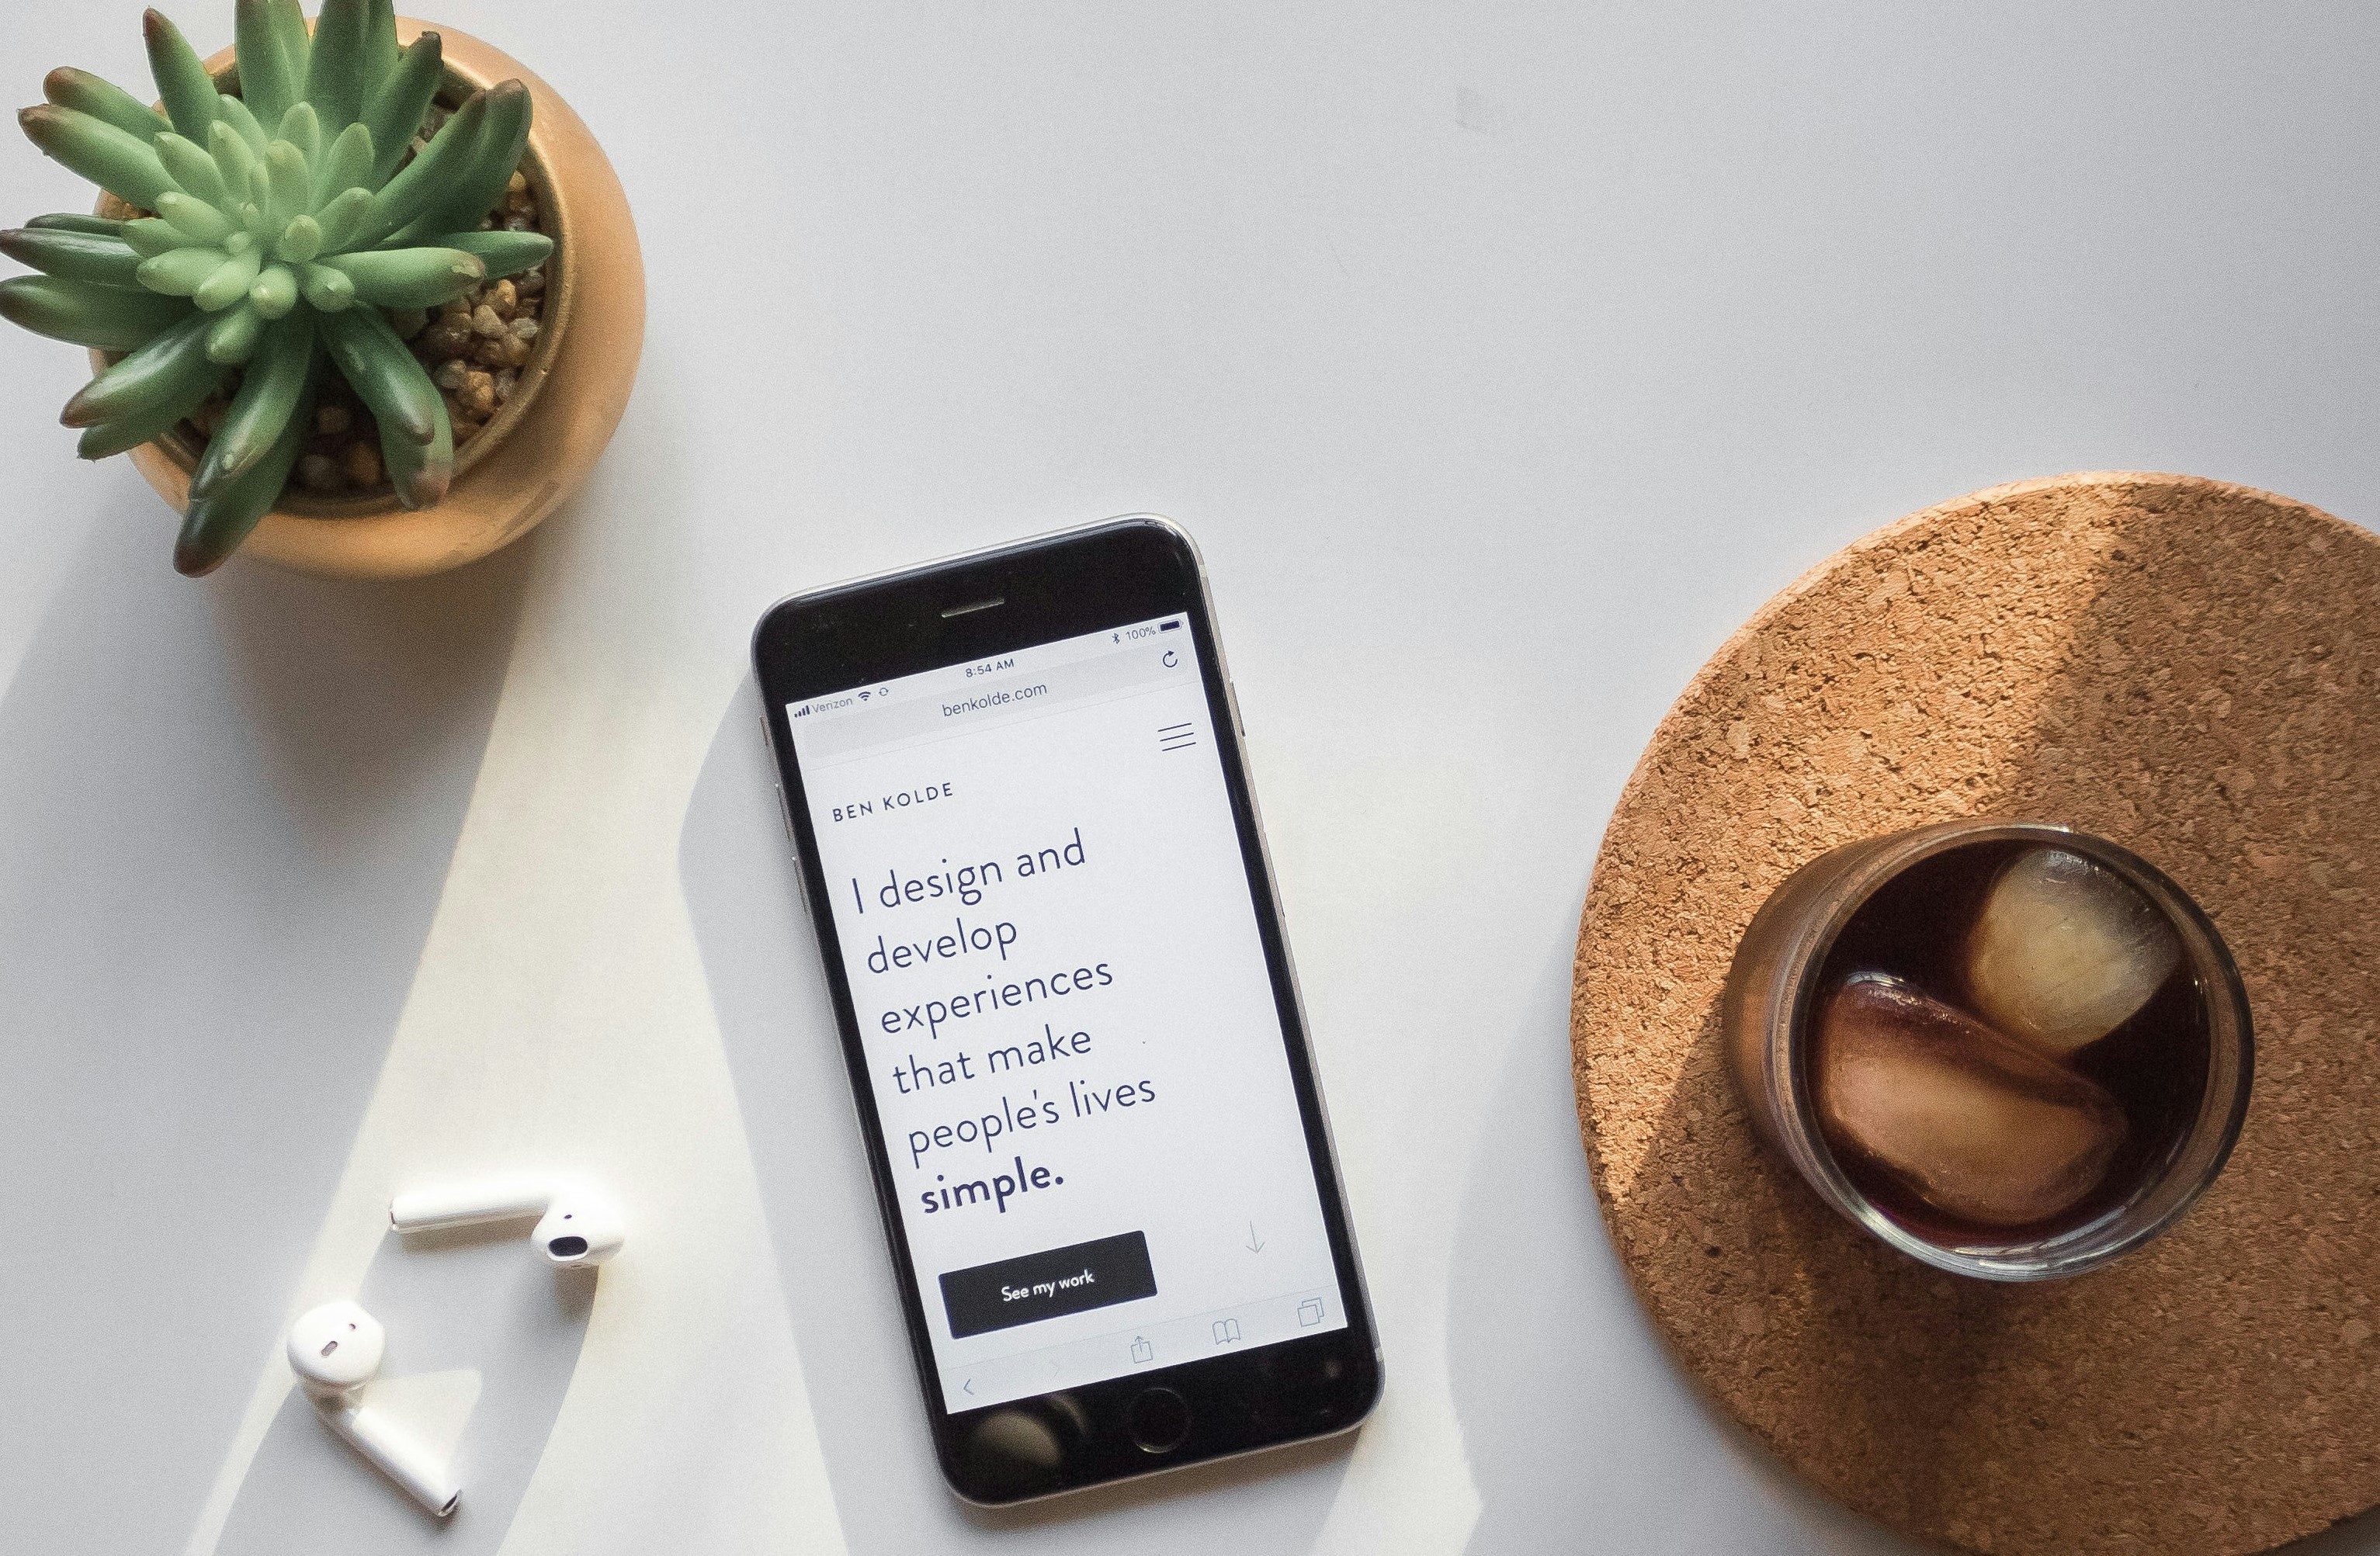 Verizon 8:54 AM 100%
benkolde.com
BEN KOLDE
I design and
develop
experiences
that make
people's lives
simple.
See my work